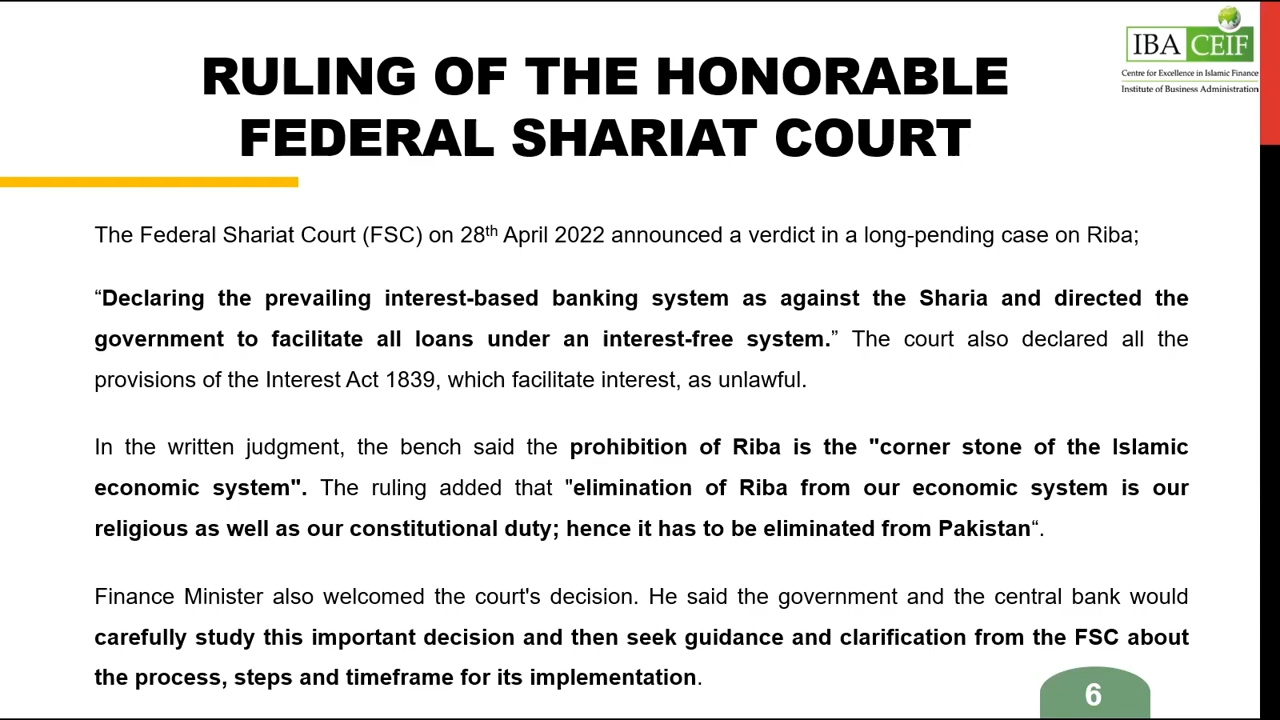 IBA CEIF
Centre for Excellence in Islamic Finance
Institute of Business Administration
RULING OF THE HONORABLE
FEDERAL SHARIAT COURT
The Federal Shariat Court (FSC) on 28th April 2022 announced a verdict in a long-pending case on Riba;
“Declaring the prevailing interest-based banking system as against the Sharia and directed the
government to facilitate all loans under an interest-free system.” The court also declared all the
provisions of the Interest Act 1839, which facilitate interest, as unlawful.
In the written judgment, the bench said the prohibition of Riba is the "corner stone of the Islamic
economic system". The ruling added that "elimination of Riba from our economic system is our
religious as well as our constitutional duty; hence it has to be eliminated from Pakistan“.
Finance Minister also welcomed the court's decision. He said the government and the central bank would
carefully study this important decision and then seek guidance and clarification from the FSC about
the process, steps and timeframe for its implementation.
6